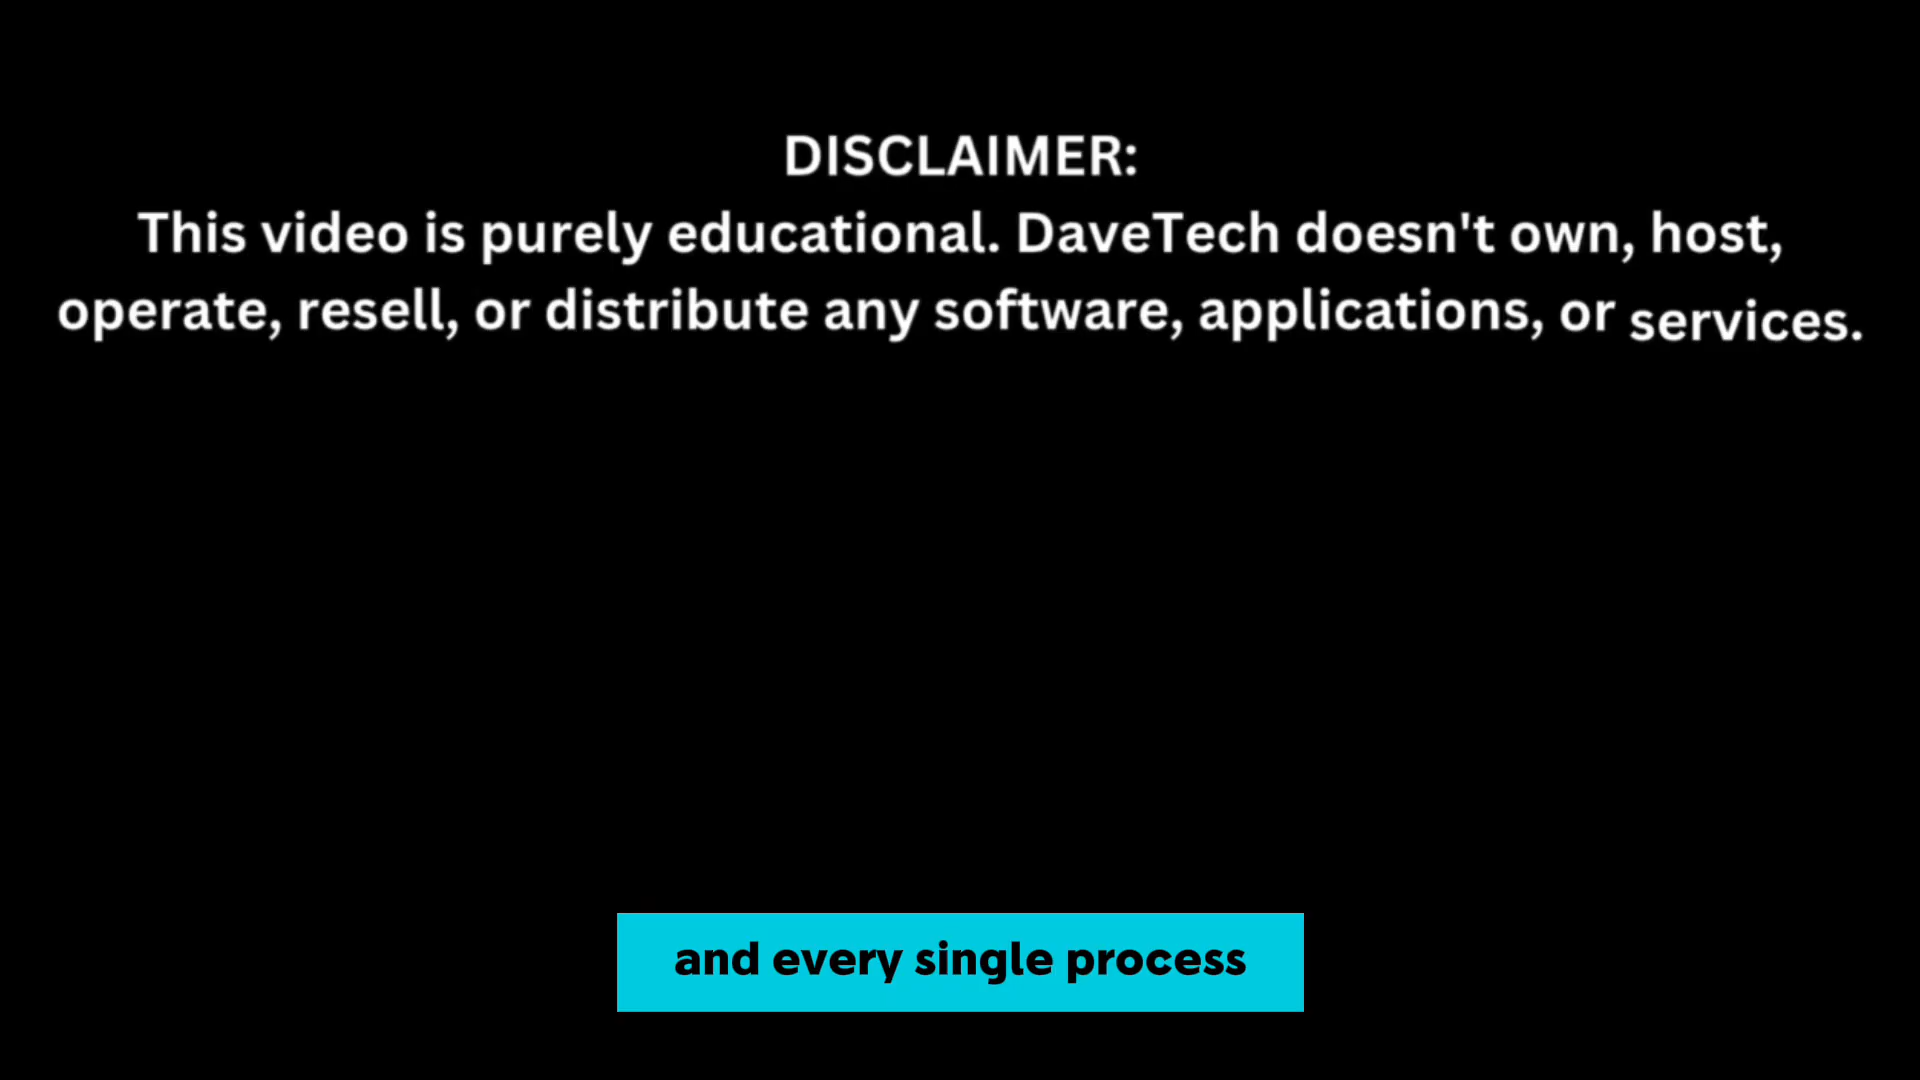 DISCLAIMER:
This video is purely educational. DaveTech doesn't own, host,
operate, resell, or distribute any software, applications, or services.
and every single process